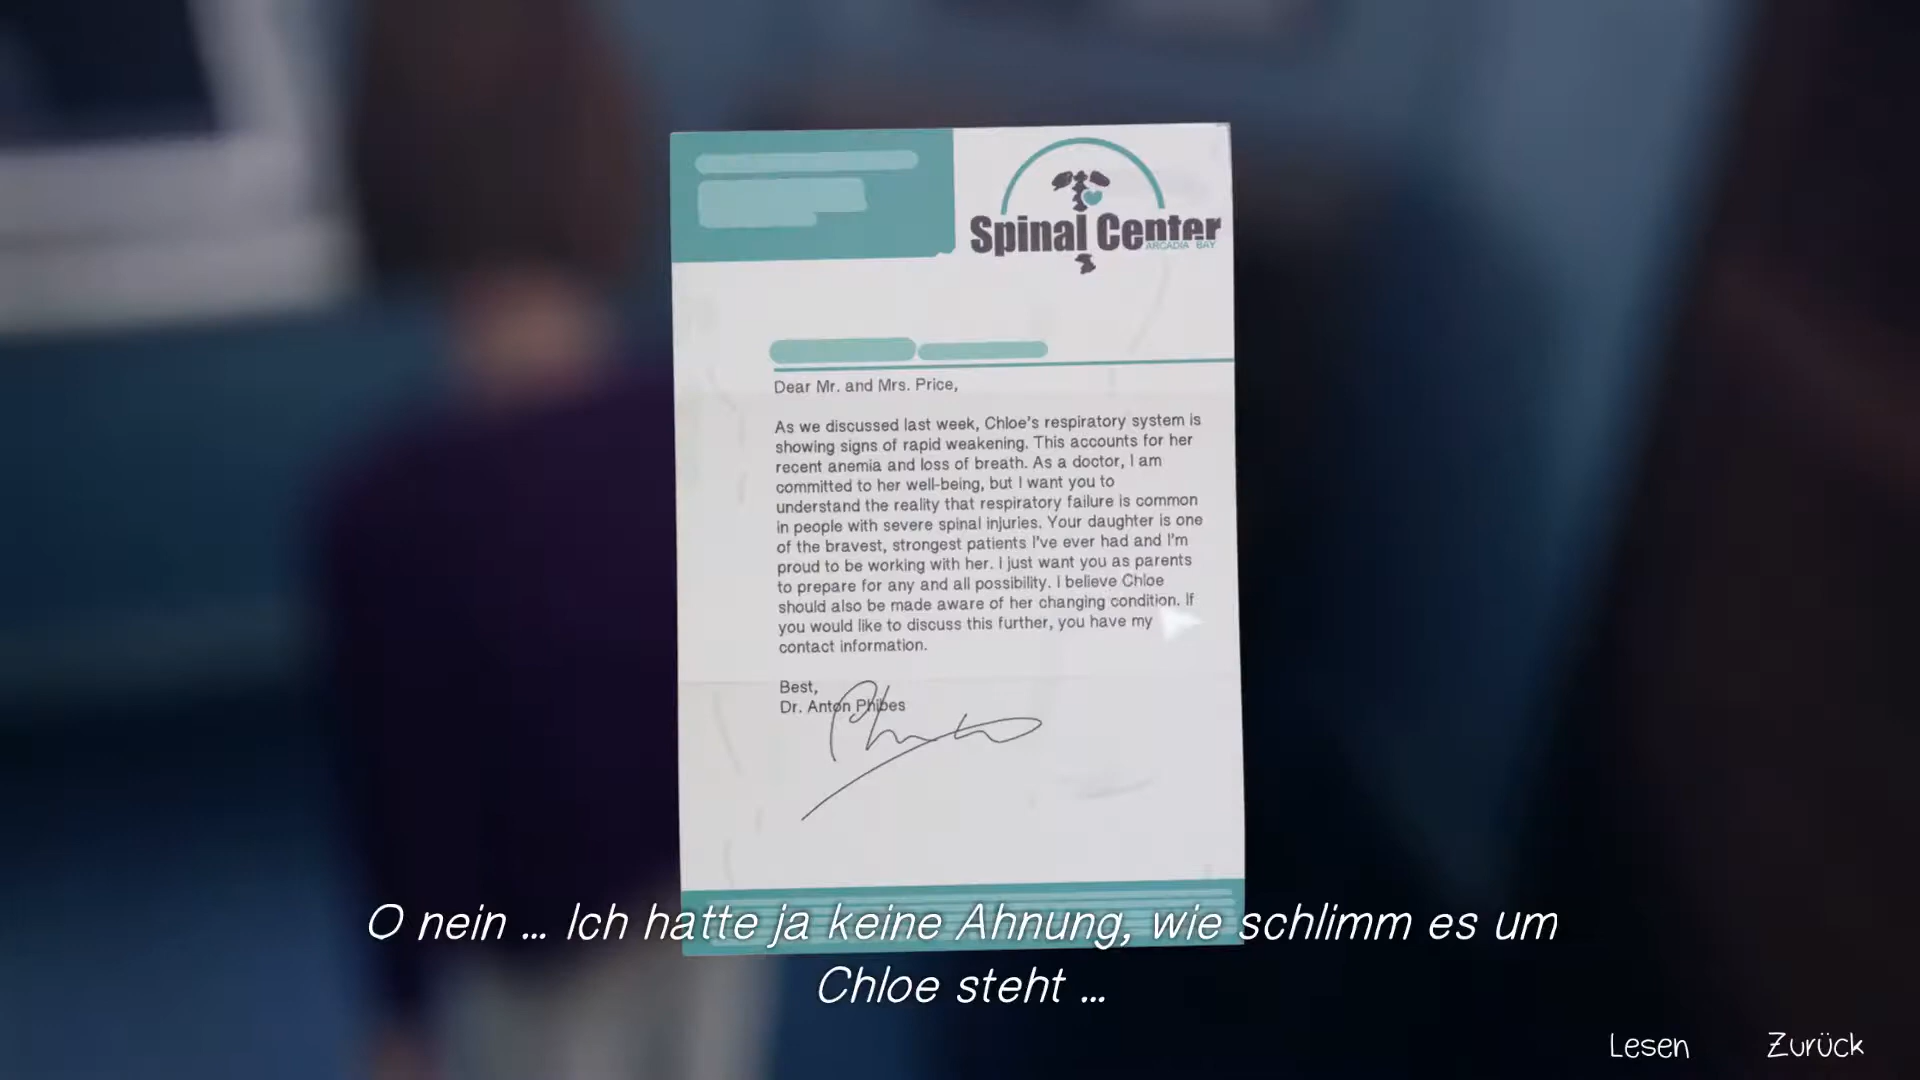 Spinal Center
ARCADIA BAY
Dear Mr. and Mrs. Price,
As we discussed last week, Chloe's respiratory system is
showing signs of rapid weakening. This accounts for her
recent anemia and loss of breath. As a doctor, I am
committed to her well-being, but I want you to
understand the reality that respiratory failure is common
in people with severe spinal injuries. Your daughter is one
of the bravest, strongest patients I've ever had and I'm
proud to be working with her. I just want you as parents
to prepare for any and all possibility. I believe Chloe
should also be made aware of her changing condition. If
you would like to discuss this further, you have my
contact information.
Best,
Dr. Anton Phibes
O nein ... Ich hatte ja keine Ahnung, wie schlimm es um
Chloe steht ...
Lesen Zurück